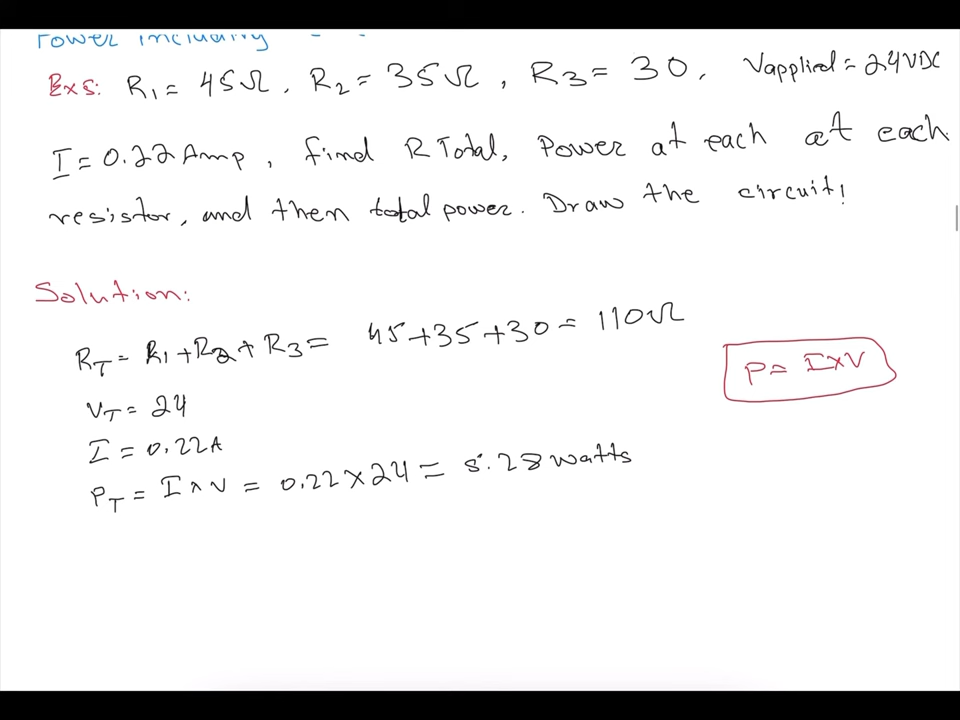 Power including
Exs: R1 = 45Ω, R2 = 35Ω, R3 = 30, Vapplied = 24VDC
I = 0.22 Amp, find R Total, Power at each at each
resistor, and then total power. Draw the circuit!
Solution:
RT = R1 + R2 + R3 = 45 + 35 + 30 = 110Ω
P = I x V
VT = 24
I = 0.22A
PT = I x V = 0.22 x 24 = 5.28 watts